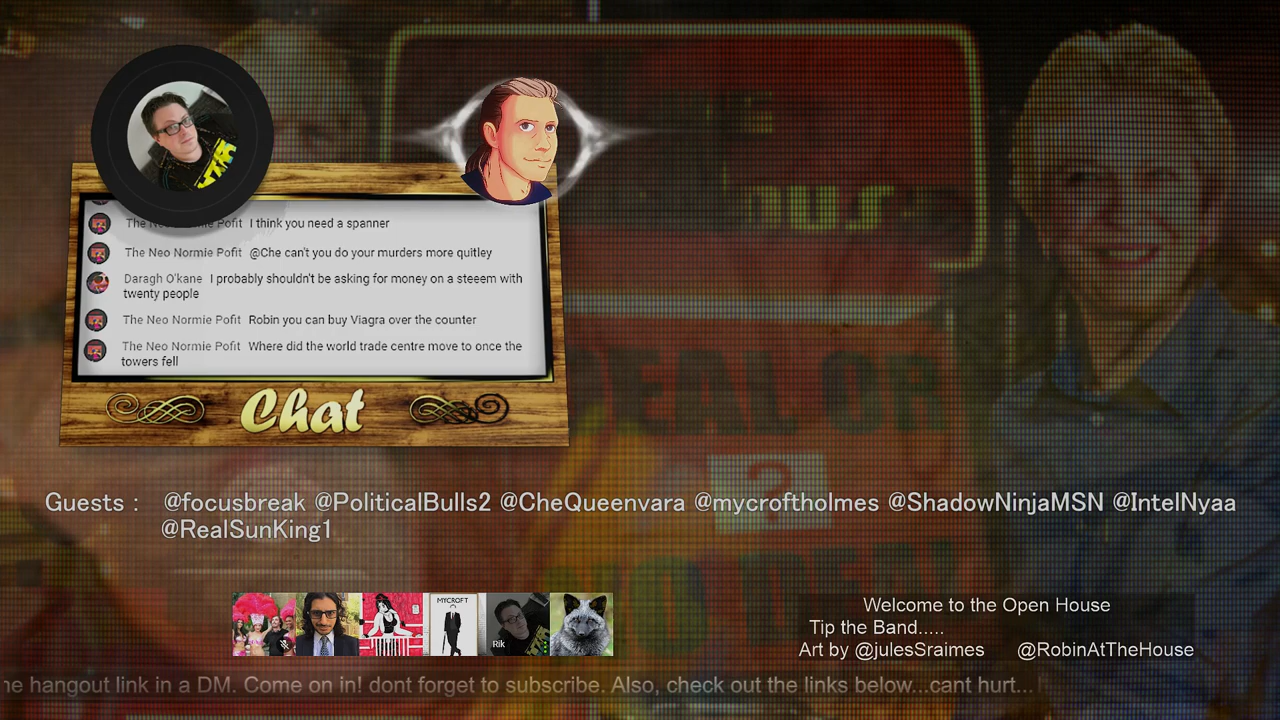 The Neo Normie Pofit I think you need a spanner
The Neo Normie Pofit @Che can't you do your murders more quitley
Daragh O'kane I probably shouldn't be asking for money on a steeem with
twenty people
The Neo Normie Pofit Robin you can buy Viagra over the counter
The Neo Normie Pofit Where did the world trade centre move to once the
towers fell
Chat
DEAL OR
?
NO DEAL
Guests : @focusbreak @PoliticalBulls2 @CheQueenvara @mycroftholmes @ShadowNinjaMSN @IntelNyaa
@RealSunKing1
MYCROFT
Rik
Welcome to the Open House
Tip the Band.....
Art by @julesSraimes @RobinAtTheHouse
hangout link in a DM. Come on in! dont forget to subscribe. Also, check out the links below...cant hurt...